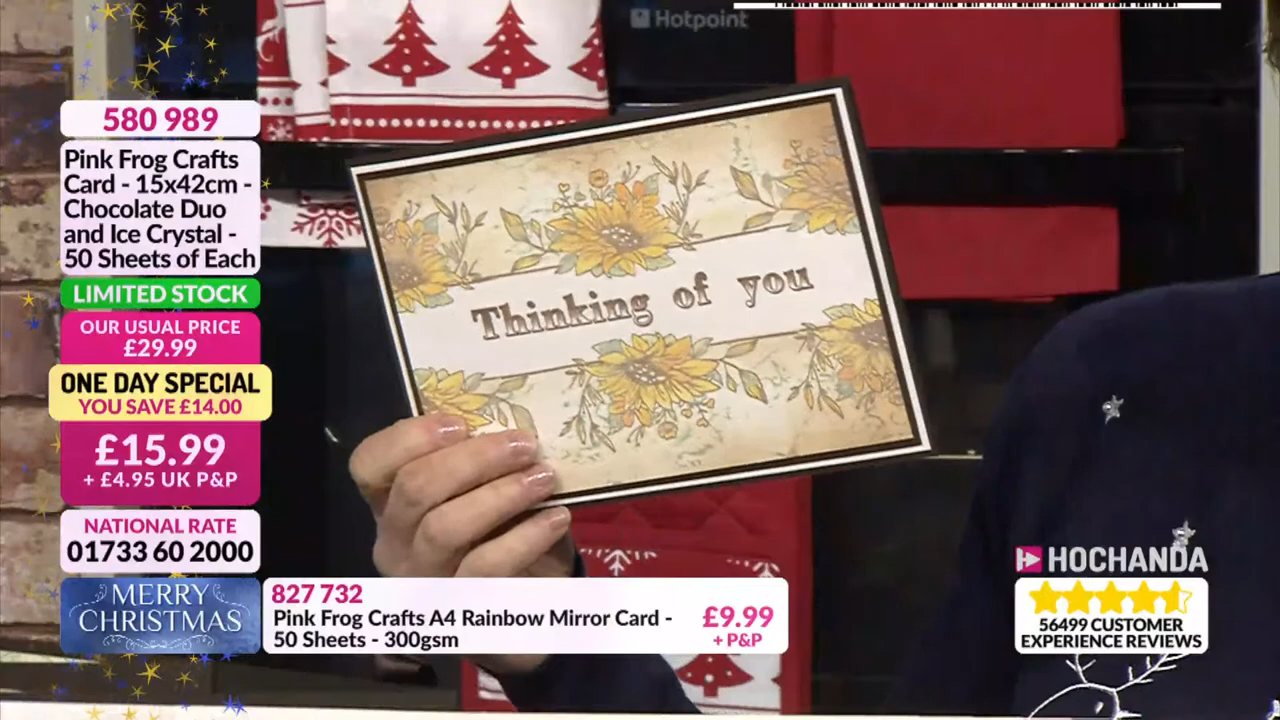 Hotpoint
580 989
Pink Frog Crafts
Card - 15x42cm -
Chocolate Duo
and Ice Crystal -
50 Sheets of Each
LIMITED STOCK
OUR USUAL PRICE
£29.99
ONE DAY SPECIAL
YOU SAVE £14.00
£15.99
+ £4.95 UK P&P
NATIONAL RATE
01733 60 2000
Thinking of you
MERRY
CHRISTMAS
827 732
Pink Frog Crafts A4 Rainbow Mirror Card -
50 Sheets - 300gsm
£9.99
+ P&P
HOCHANDA
56499 CUSTOMER
EXPERIENCE REVIEWS